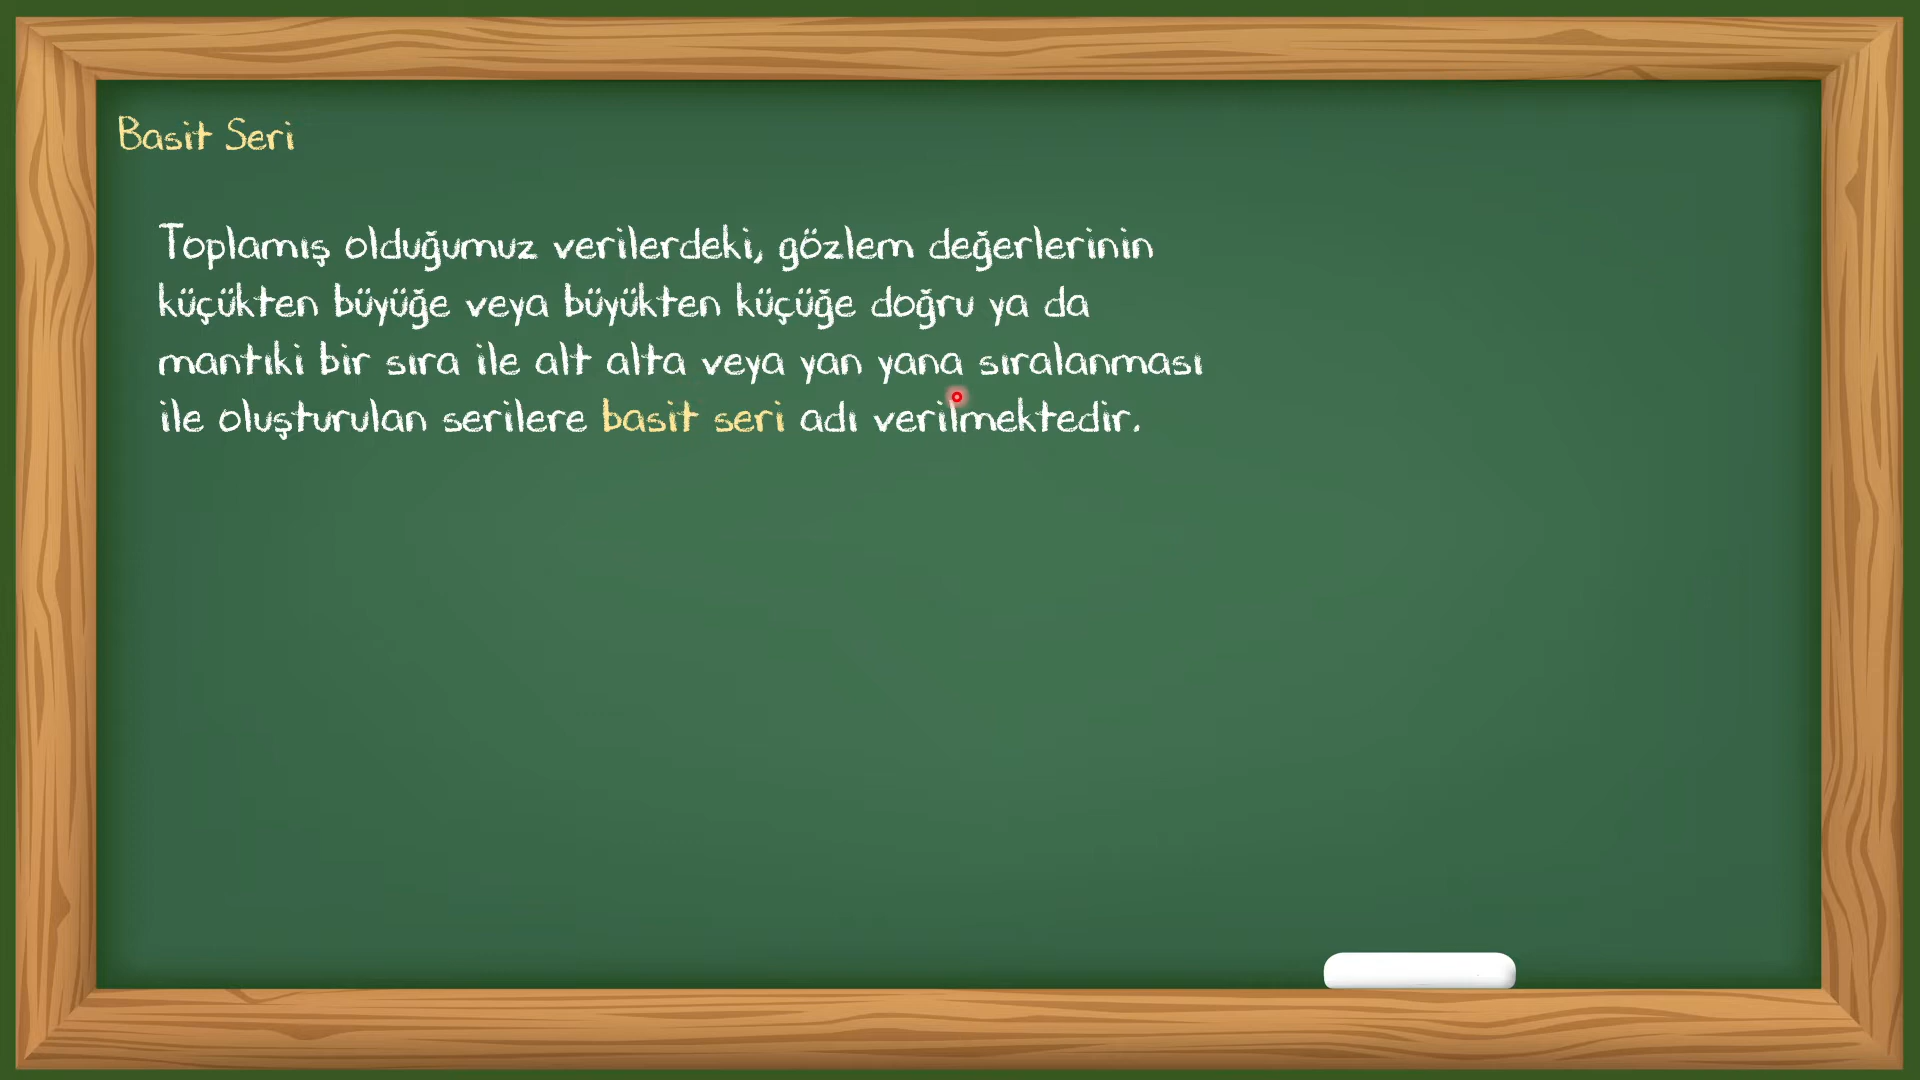 Basit Seri
Toplamış olduğumuz verilerdeki, gözlem değerlerinin
küçükten büyüğe veya büyükten küçüğe doğru ya da
mantıki bir sıra ile alt alta veya yan yana sıralanması
ile oluşturulan serilere basit seri adı verilmektedir.